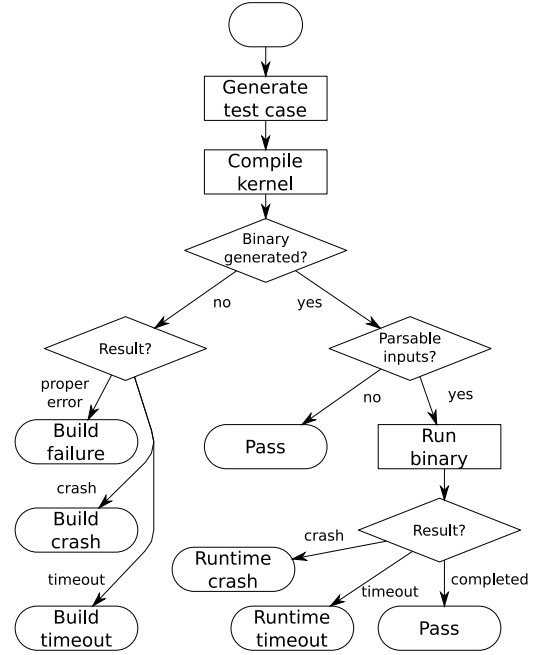 Generate
test case
Compile
kernel
Binary
generated?
no
yes
Result?
Parsable
inputs?
proper
error
no
yes
Build
failure
Pass
Run
binary
crash
Build
crash
Result?
crash
Runtime
crash
timeout
timeout
completed
Build
timeout
Runtime
timeout
Pass